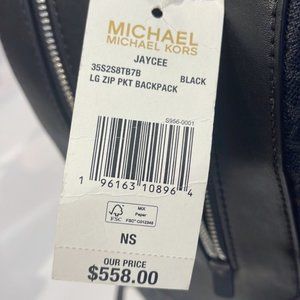 MICHAEL
MICHAEL KORS
JAYCEE
35S2S8TB7B BLACK
LG ZIP PKT BACKPACK
S956-0001
1 96163 10896 4
FSC
MIX
Paper
NS
OUR PRICE
$558.00